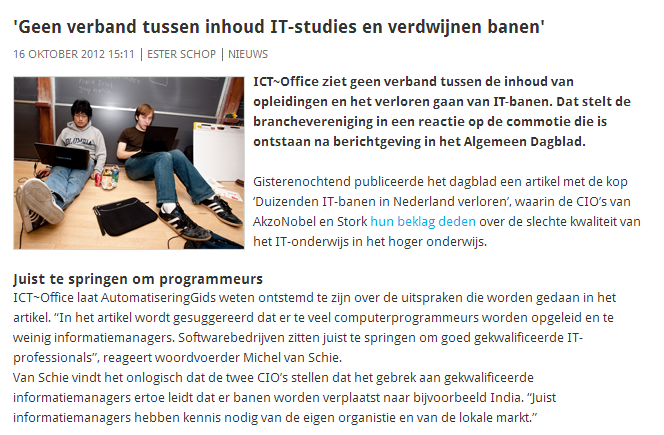 'Geen verband tussen inhoud IT-studies en verdwijnen banen'
16 OKTOBER 2012 15:11 | ESTER SCHOP | NIEUWS
ICT~Office ziet geen verband tussen de inhoud van
opleidingen en het verloren gaan van IT-banen. Dat stelt de
branchevereniging in een reactie op de commotie die is
ontstaan na berichtgeving in het Algemeen Dagblad.
Gisterenochtend publiceerde het dagblad een artikel met de kop
‘Duizenden IT-banen in Nederland verloren’, waarin de CIO’s van
AkzoNobel en Stork hun beklag deden over de slechte kwaliteit van
het IT-onderwijs in het hoger onderwijs.
Juist te springen om programmeurs
ICT~Office laat AutomatiseringGids weten ontstemd te zijn over de uitspraken die worden gedaan in het
artikel. “In het artikel wordt gesuggereerd dat er te veel computerprogrammeurs worden opgeleid en te
weinig informatiemanagers. Softwarebedrijven zitten juist te springen om goed gekwalificeerde IT-
professionals”, reageert woordvoerder Michel van Schie.
Van Schie vindt het onlogisch dat de twee CIO’s stellen dat het gebrek aan gekwalificeerde
informatiemanagers ertoe leidt dat er banen worden verplaatst naar bijvoorbeeld India. “Juist
informatiemanagers hebben kennis nodig van de eigen organistie en van de lokale markt.”